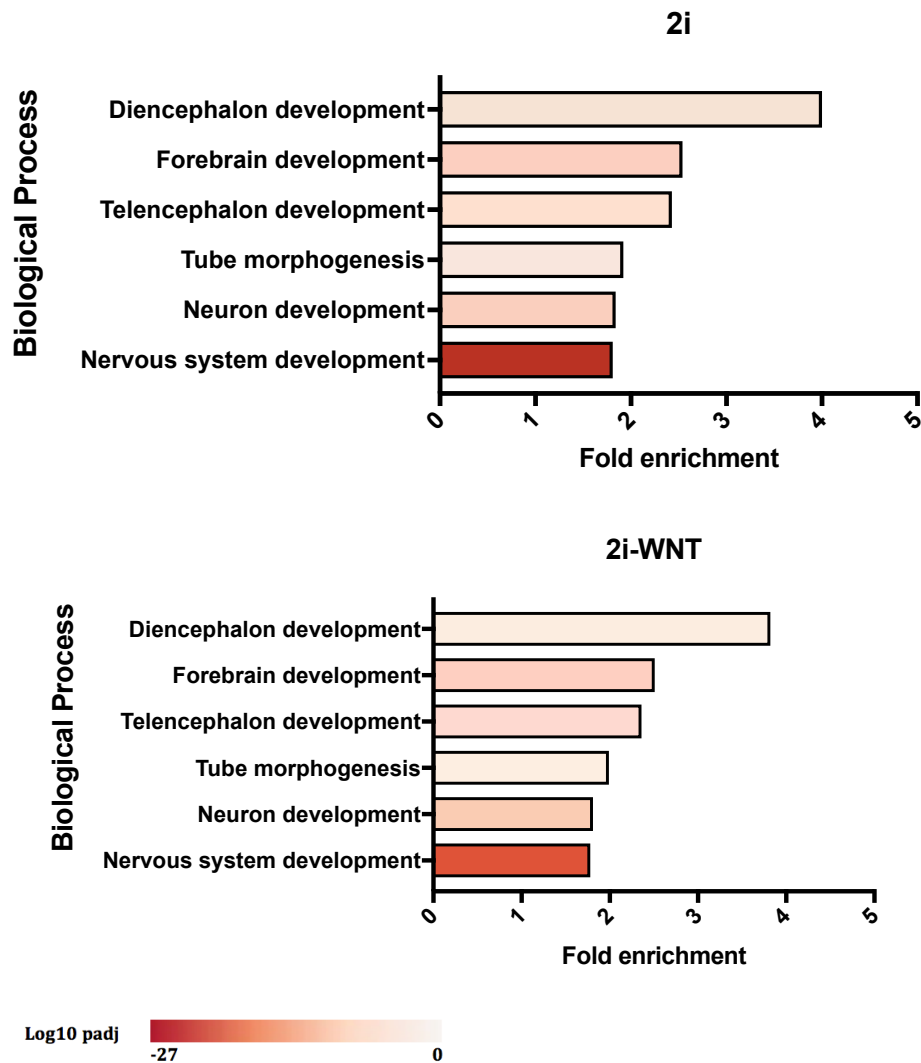 2i
Biological Process
Diencephalon development
Forebrain development
Telencephalon development
Tube morphogenesis
Neuron development
Nervous system development
0 1 2 3 4 5
Fold enrichment
2i-WNT
Biological Process
Diencephalon development
Forebrain development
Telencephalon development
Tube morphogenesis
Neuron development
Nervous system development
0 1 2 3 4 5
Fold enrichment
Log10 padj
-27 0